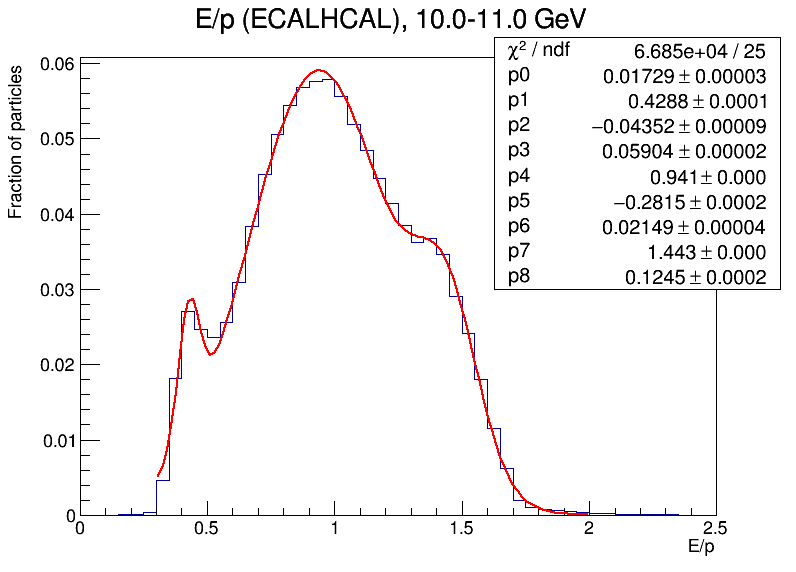 E/p (ECALHCAL), 10.0-11.0 GeV
χ² / ndf 6.685e+04 / 25
p0 0.01729 ± 0.00003
p1 0.4288 ± 0.0001
p2 −0.04352 ± 0.00009
p3 0.05904 ± 0.00002
p4 0.941 ± 0.000
p5 −0.2815 ± 0.0002
p6 0.02149 ± 0.00004
p7 1.443 ± 0.000
p8 0.1245 ± 0.0002
Fraction of particles
0.06
0.05
0.04
0.03
0.02
0.01
0
0 0.5 1 1.5 2 2.5
E/p